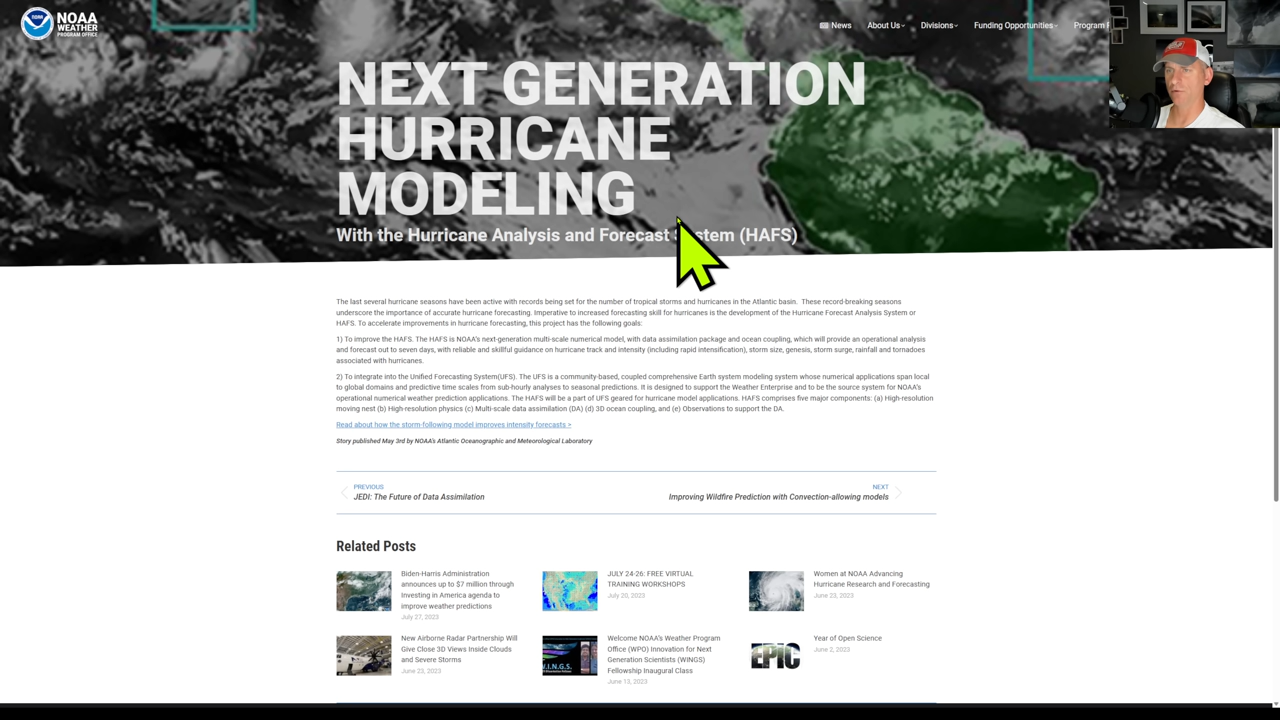 NOAA
WEATHER
PROGRAM OFFICE
News
About Us
Divisions
Funding Opportunities
Program
NEXT GENERATION
HURRICANE
MODELING
With the Hurricane Analysis and Forecast System (HAFS)
The last several hurricane seasons have been active with records being set for the number of tropical storms and hurricanes in the Atlantic basin. These record-breaking seasons
underscore the importance of accurate hurricane forecasting. Imperative to increased forecasting skill for hurricanes is the development of the Hurricane Forecast Analysis System or
HAFS. To accelerate improvements in hurricane forecasting, this project has the following goals:
1) To improve the HAFS. The HAFS is NOAA's next-generation multi-scale numerical model, with data assimilation package and ocean coupling, which will provide an operational analysis
and forecast out to seven days, with reliable and skillful guidance on hurricane track and intensity (including rapid intensification), storm size, genesis, storm surge, rainfall and tornadoes
associated with hurricanes.
2) To integrate into the Unified Forecasting System(UFS). The UFS is a community-based, coupled comprehensive Earth system modeling system whose numerical applications span local
to global domains and predictive time scales from sub-hourly analyses to seasonal predictions. It is designed to support the Weather Enterprise and to be the source system for NOAA's
operational numerical weather prediction applications. The HAFS will be a part of UFS geared for hurricane model applications. HAFS comprises five major components: (a) High-resolution
moving nest (b) High-resolution physics (c) Multi-scale data assimilation (DA) (d) 3D ocean coupling, and (e) Observations to support the DA.
Read about how the storm-following model improves intensity forecasts >
Story published May 3rd by NOAA's Atlantic Oceanographic and Meteorological Laboratory
PREVIOUS
JEDI: The Future of Data Assimilation
NEXT
Improving Wildfire Prediction with Convection-allowing models
Related Posts
Biden-Harris Administration
announces up to $7 million through
Investing in America agenda to
improve weather predictions
July 27, 2023
JULY 24-26: FREE VIRTUAL
TRAINING WORKSHOPS
July 20, 2023
Women at NOAA Advancing
Hurricane Research and Forecasting
June 23, 2023
New Airborne Radar Partnership Will
Give Close 3D Views Inside Clouds
and Severe Storms
June 23, 2023
W.I.N.G.S.
Welcome NOAA's Weather Program
Office (WPO) Innovation for Next
Generation Scientists (WINGS)
Fellowship Inaugural Class
June 13, 2023
EPIC
Year of Open Science
June 2, 2023